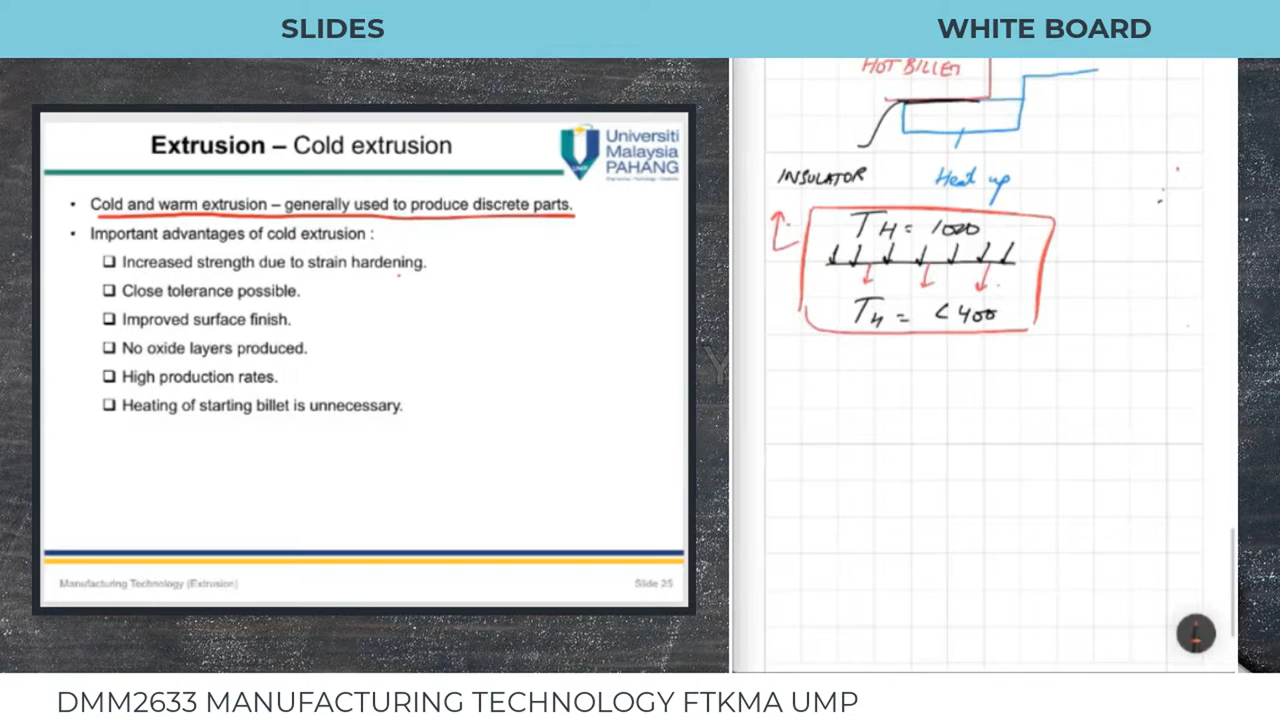 SLIDES
WHITE BOARD
Extrusion – Cold extrusion
Universiti
Malaysia
PAHANG
• Cold and warm extrusion – generally used to produce discrete parts.
• Important advantages of cold extrusion :
❑ Increased strength due to strain hardening.
❑ Close tolerance possible.
❑ Improved surface finish.
❑ No oxide layers produced.
❑ High production rates.
❑ Heating of starting billet is unnecessary.
Manufacturing Technology (Extrusion)
Slide 25
HOT BILLET
INSULATOR
Heat up
TH = 1000
TH = < 400
DMM2633 MANUFACTURING TECHNOLOGY FTKMA UMP